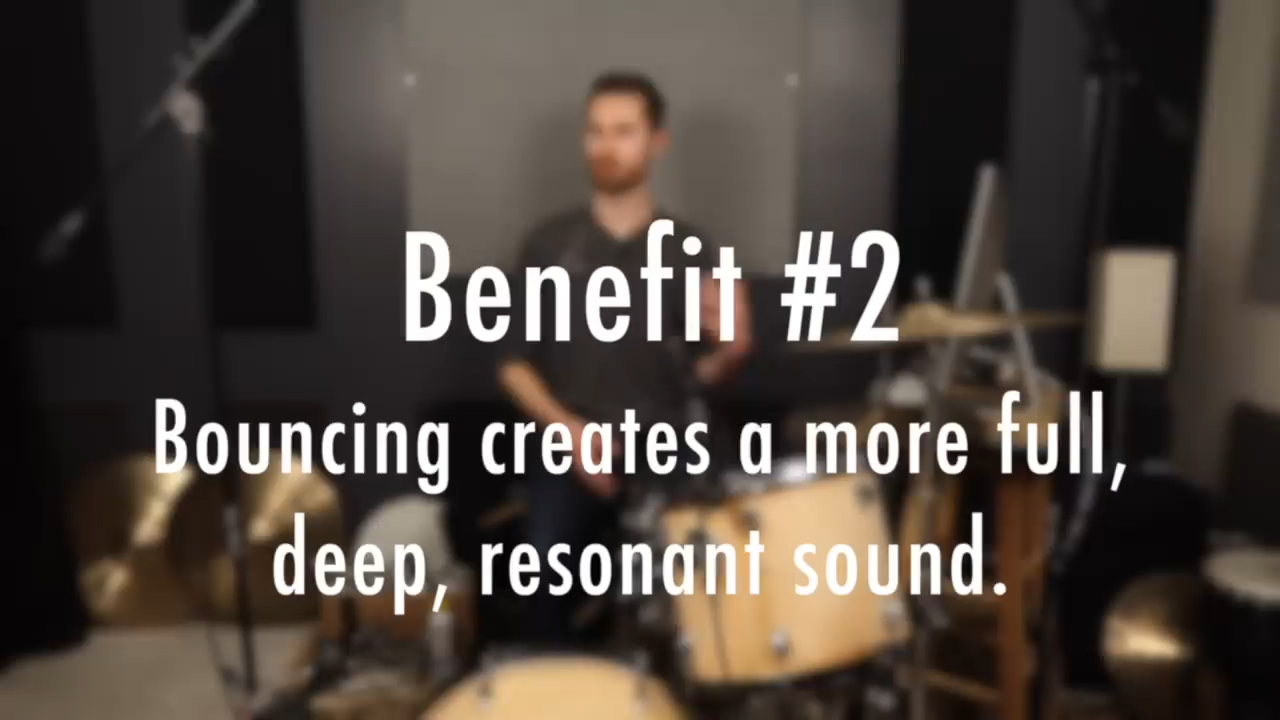 Benefit #2
Bouncing creates a more full,
deep, resonant sound.